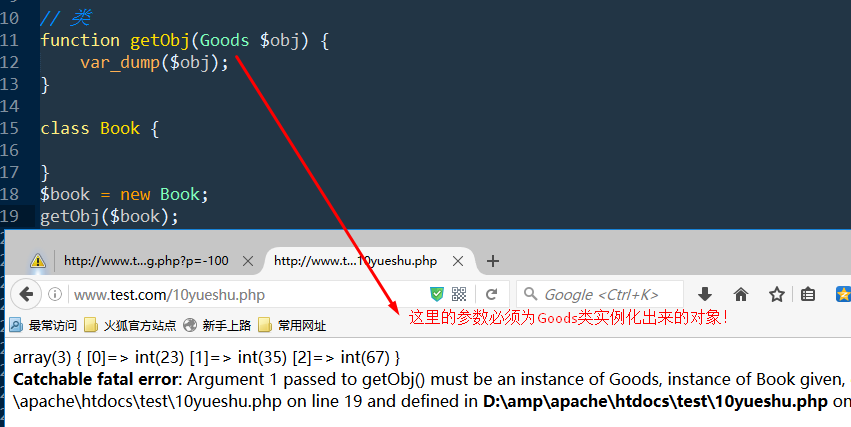 10 // 类
11 function getObj(Goods $obj) {
12     var_dump($obj);
13 }
14
15 class Book {
16
17 }
18 $book = new Book;
19 getObj($book);
http://www.t...g.php?p=-100 http://www.t...10yueshu.php
www.test.com/10yueshu.php Google <Ctrl+K>
这里的参数必须为Goods类实例化出来的对象!
最常访问 火狐官方站点 新手上路 常用网址
array(3) { [0]=> int(23) [1]=> int(35) [2]=> int(67) }
Catchable fatal error: Argument 1 passed to getObj() must be an instance of Goods, instance of Book given,
\apache\htdocs\test\10yueshu.php on line 19 and defined in D:\amp\apache\htdocs\test\10yueshu.php on